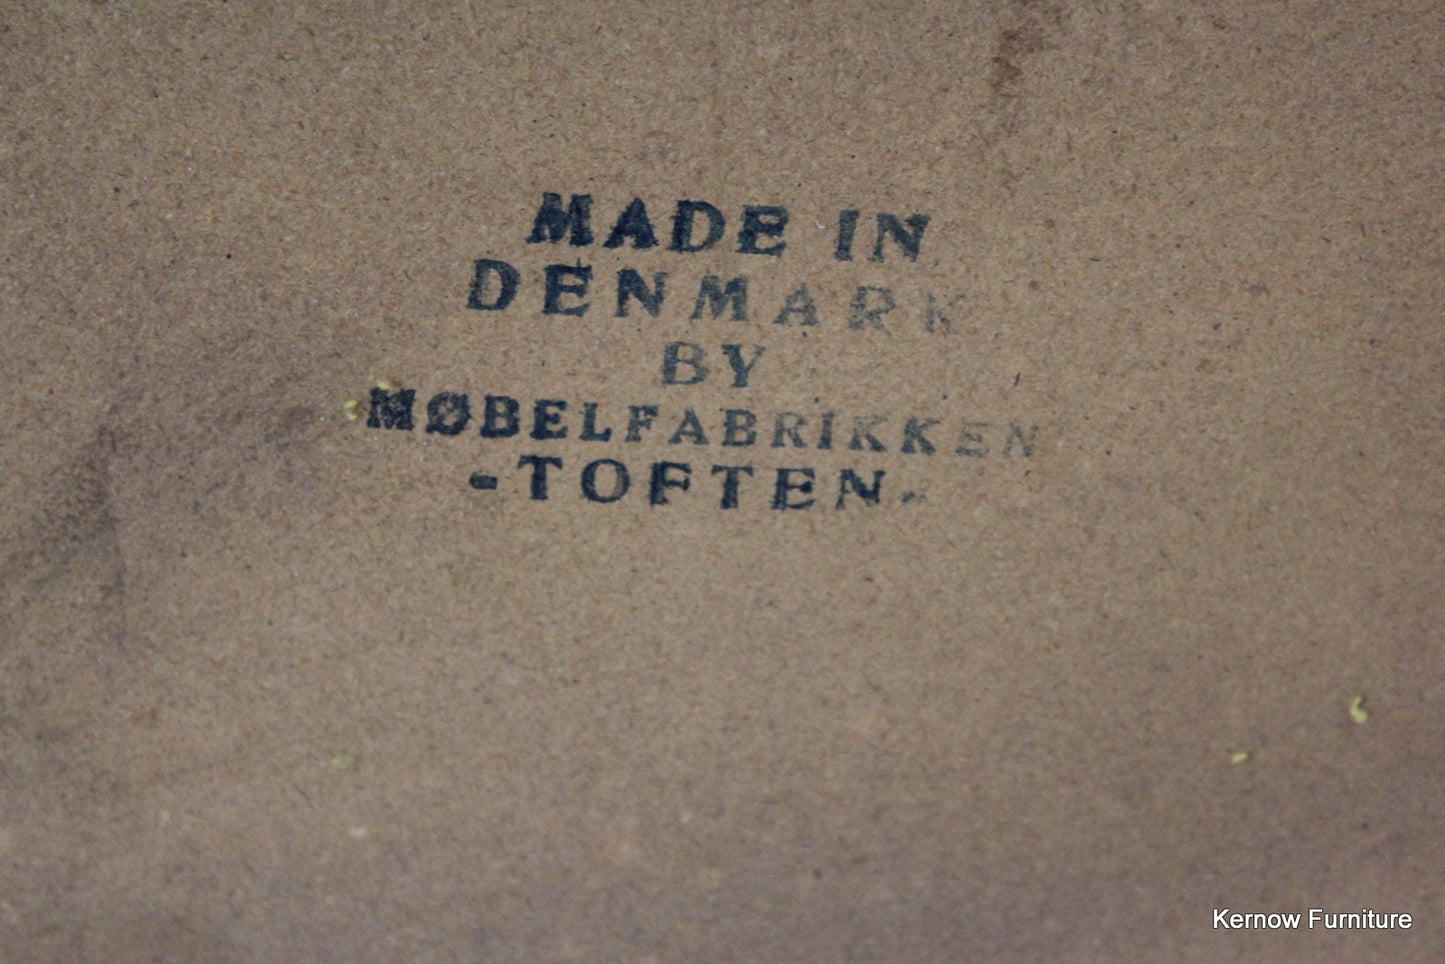 MADE IN
DENMARK
BY
MØBELFABRIKKEN
-TOFTEN-
Kernow Furniture